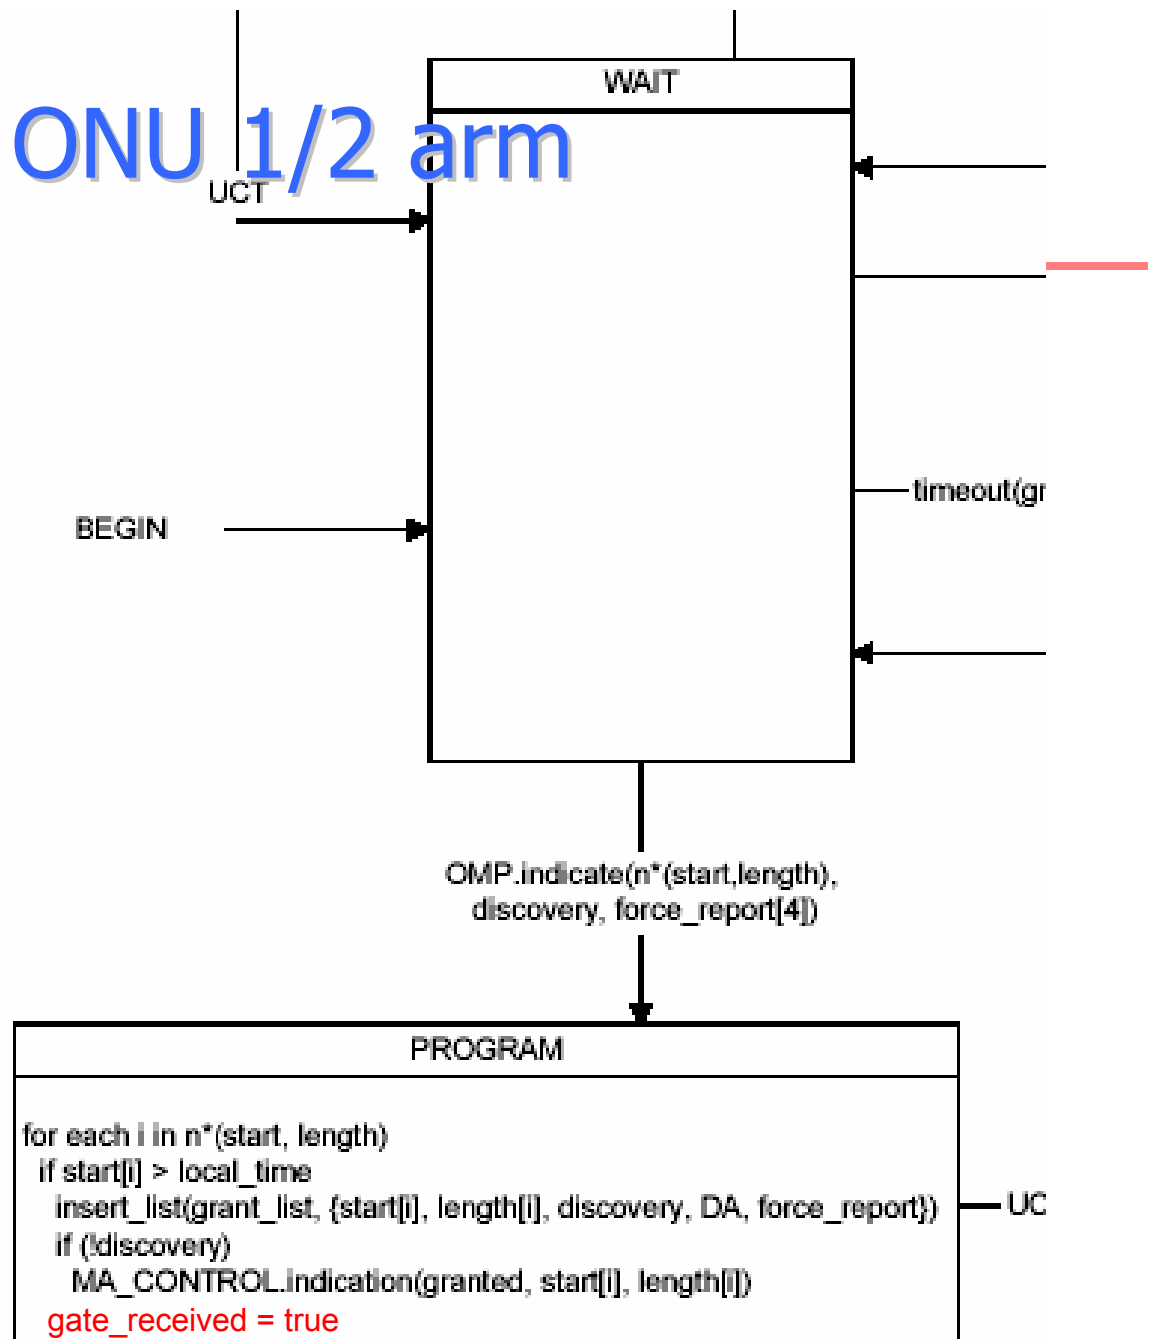 WAIT
ONU 1/2 arm
UCT
timeout(gr
BEGIN
OMP.indicate(n*(start,length),
discovery, force_report[4])
PROGRAM
for each i in n*(start, length)
if start[i] > local_time
insert_list(grant_list, {start[i], length[i], discovery, DA, force_report})
UC
if (!discovery)
MA_CONTROL.indication(granted, start[i], length[i])
gate_received = true